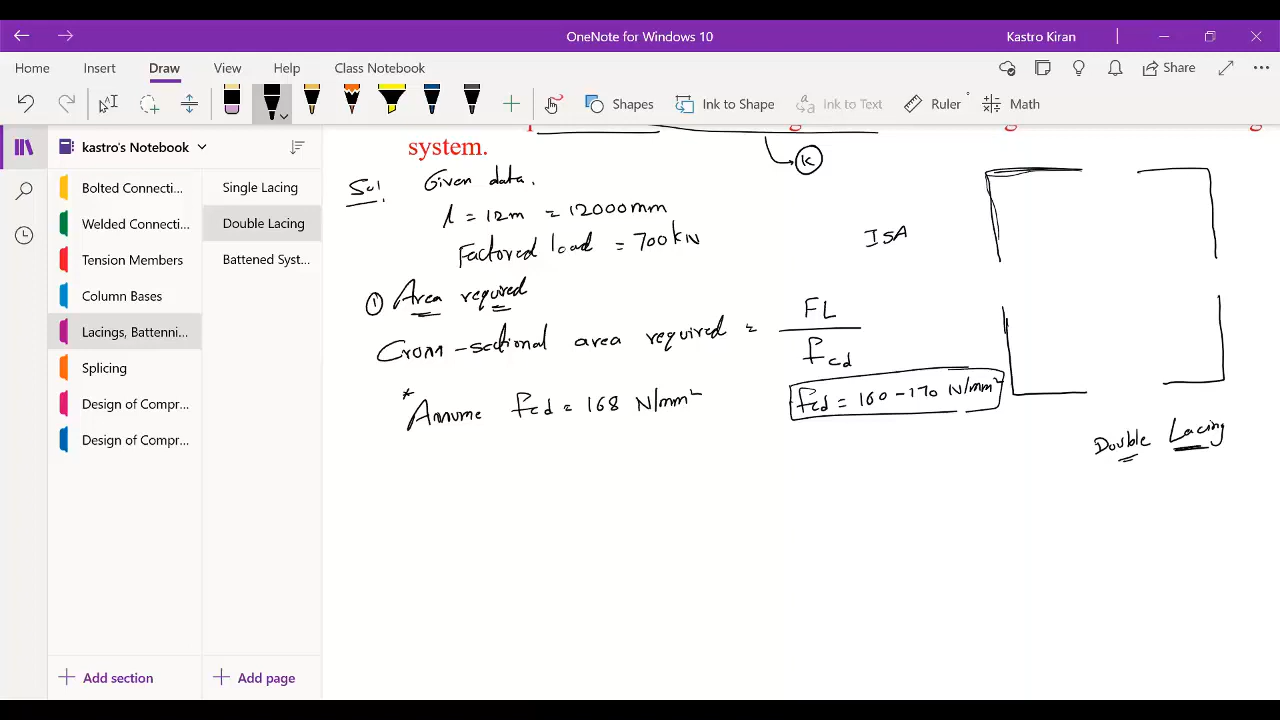 OneNote for Windows 10
Kastro Kiran
Home Insert Draw View Help Class Notebook
Share
Shapes Ink to Shape Ink to Text Ruler Math
kastro's Notebook
Bolted Connecti...
Welded Connecti...
Tension Members
Column Bases
Lacings, Battenni...
Splicing
Design of Compr...
Design of Compr...
Add section
Single Lacing
Double Lacing
Battened Syst...
Add page
system.
K
Sol
Given data.
l = 12m = 12000mm
Factored load = 700kN
① Area required
Cross-sectional area required = FL / fcd
* Assume fcd = 168 N/mm²
fcd = 160 - 170 N/mm²
ISA
Double Lacing